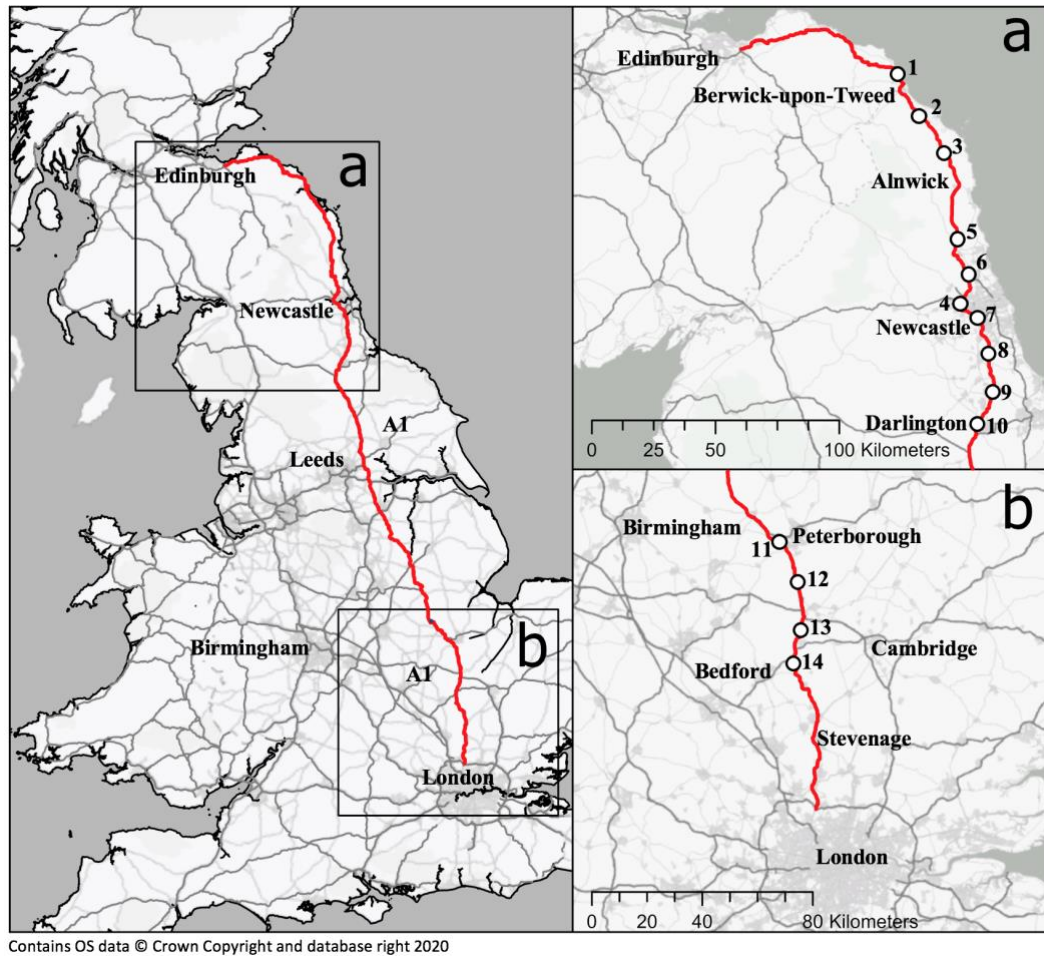 Edinburgh
a
Newcastle
A1
Leeds
Birmingham
b
A1
London
a
Edinburgh
1
Berwick-upon-Tweed
2
3
Alnwick
5
6
4
7
Newcastle
8
9
Darlington
10
0 25 50 100 Kilometers
b
Birmingham
Peterborough
11
12
13
Cambridge
Bedford
14
Stevenage
London
0 40 80 Kilometers
Contains OS data © Crown Copyright and database right 2020